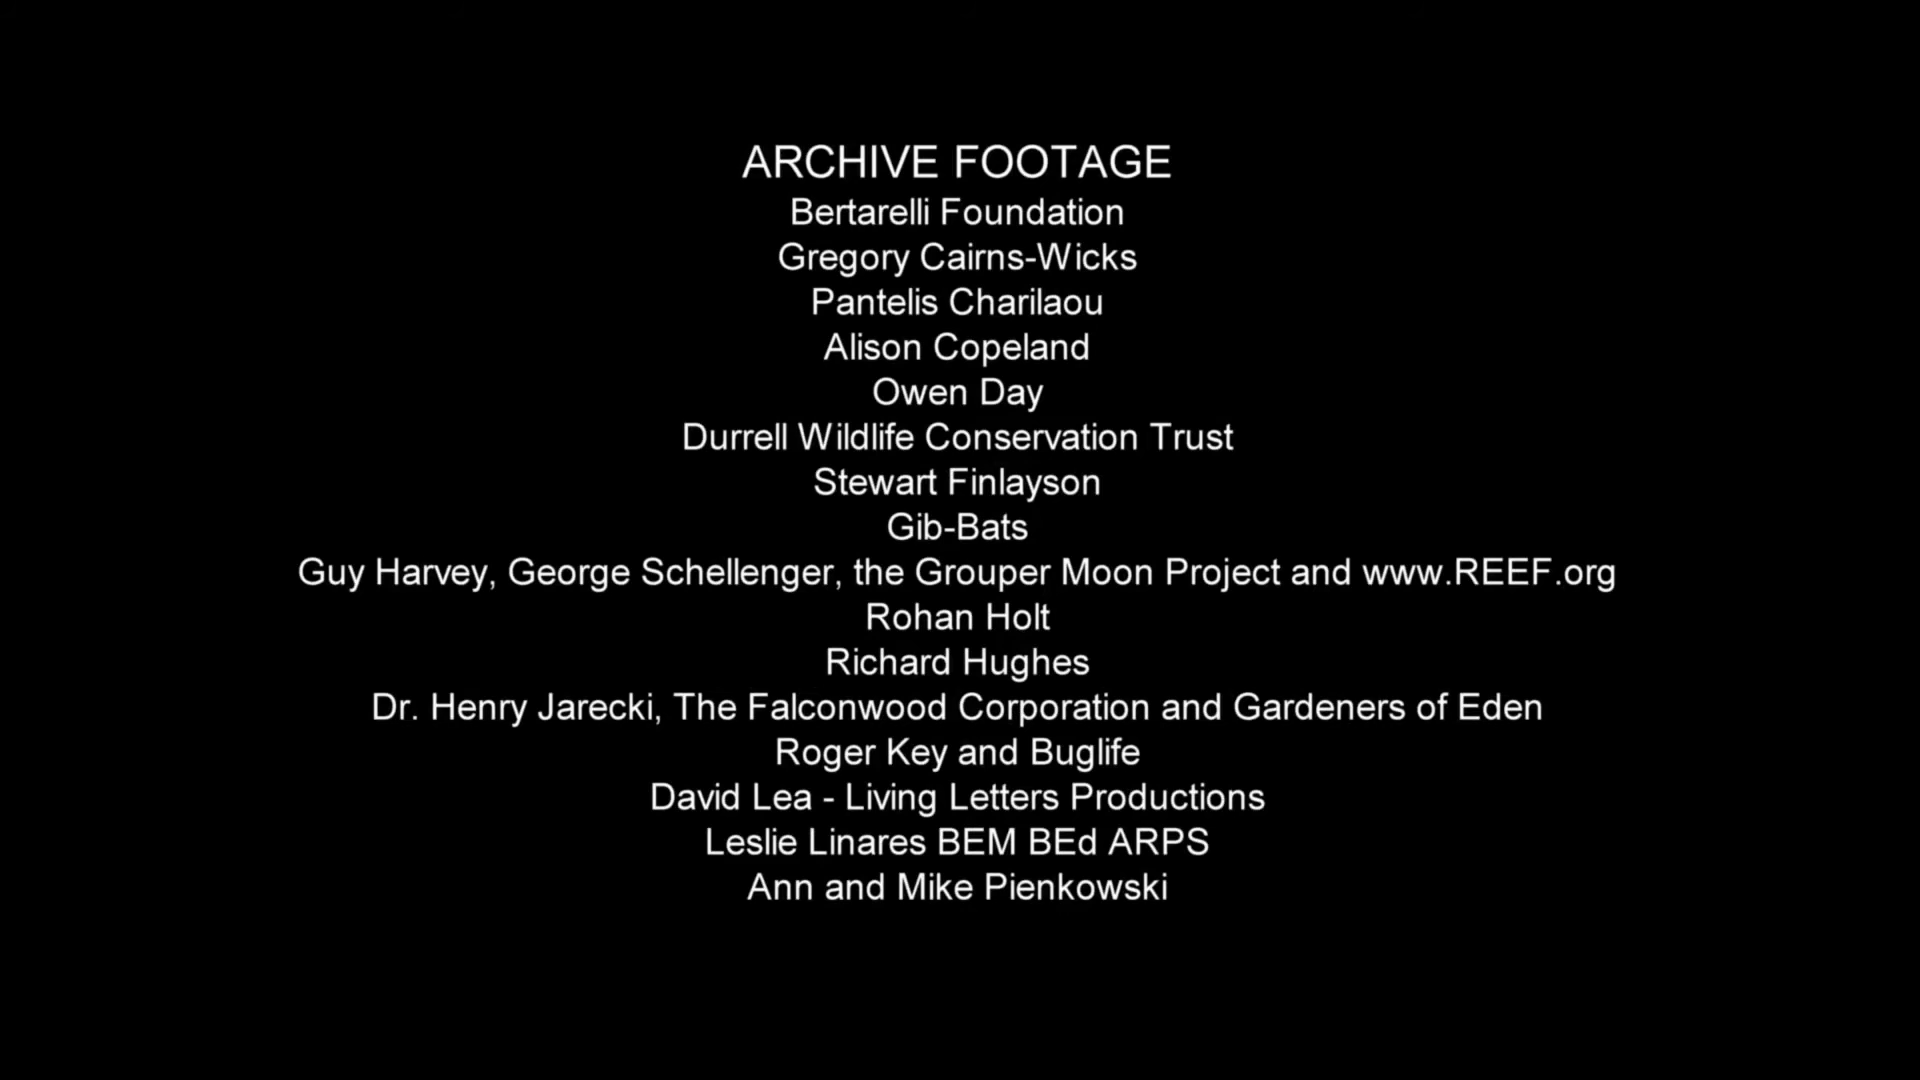 ARCHIVE FOOTAGE
Bertarelli Foundation
Gregory Cairns-Wicks
Pantelis Charilaou
Alison Copeland
Owen Day
Durrell Wildlife Conservation Trust
Stewart Finlayson
Gib-Bats
Guy Harvey, George Schellenger, the Grouper Moon Project and www.REEF.org
Rohan Holt
Richard Hughes
Dr. Henry Jarecki, The Falconwood Corporation and Gardeners of Eden
Roger Key and Buglife
David Lea - Living Letters Productions
Leslie Linares BEM BEd ARPS
Ann and Mike Pienkowski